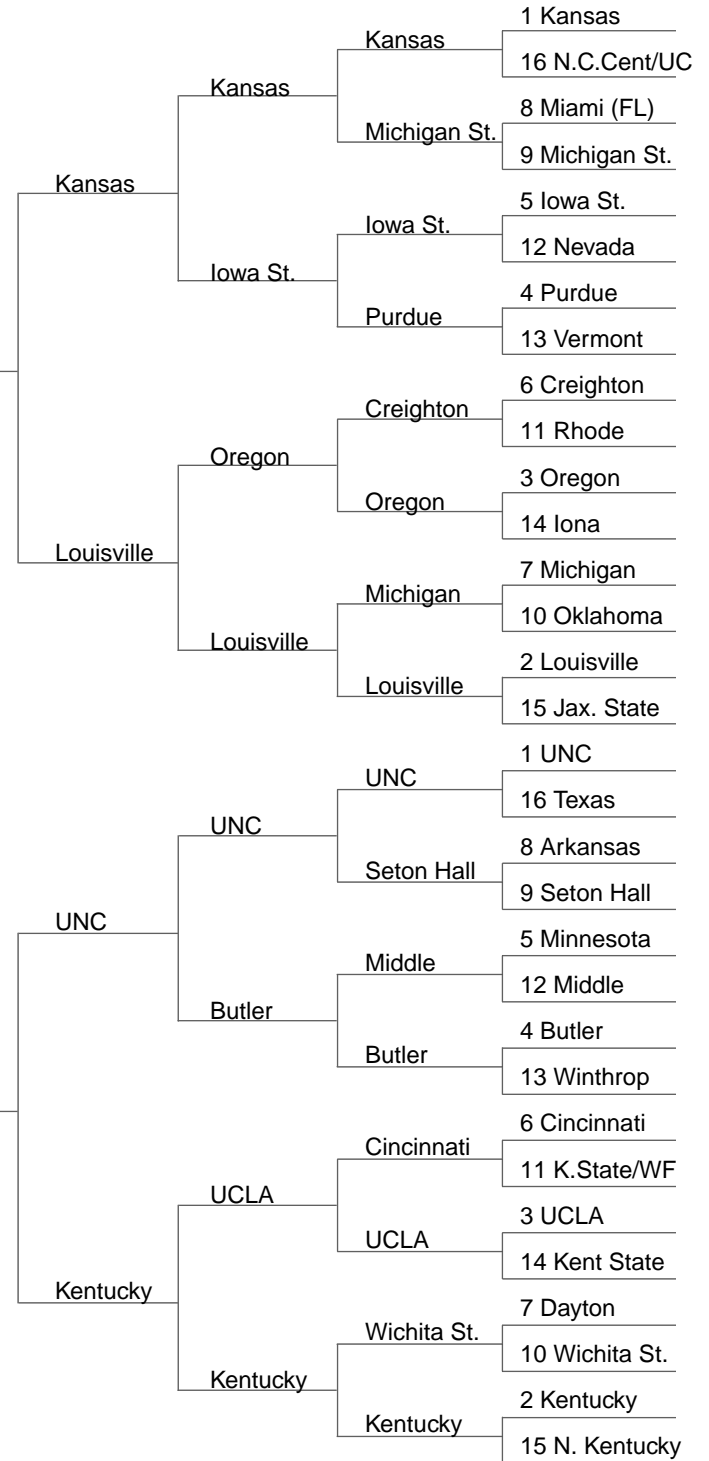 1 Kansas
Kansas
16 N.C.Cent/UC
Kansas
8 Miami (FL)
Michigan St.
9 Michigan St.
Kansas
5 Iowa St.
Iowa St.
12 Nevada
Iowa St.
4 Purdue
Purdue
13 Vermont
6 Creighton
Creighton
11 Rhode
Oregon
3 Oregon
Oregon
14 Iona
Louisville
7 Michigan
Michigan
10 Oklahoma
Louisville
2 Louisville
Louisville
15 Jax. State
1 UNC
UNC
16 Texas
UNC
8 Arkansas
Seton Hall
9 Seton Hall
UNC
5 Minnesota
Middle
12 Middle
Butler
4 Butler
Butler
13 Winthrop
6 Cincinnati
Cincinnati
11 K.State/WF
UCLA
3 UCLA
UCLA
14 Kent State
Kentucky
7 Dayton
Wichita St.
10 Wichita St.
Kentucky
2 Kentucky
Kentucky
15 N. Kentucky